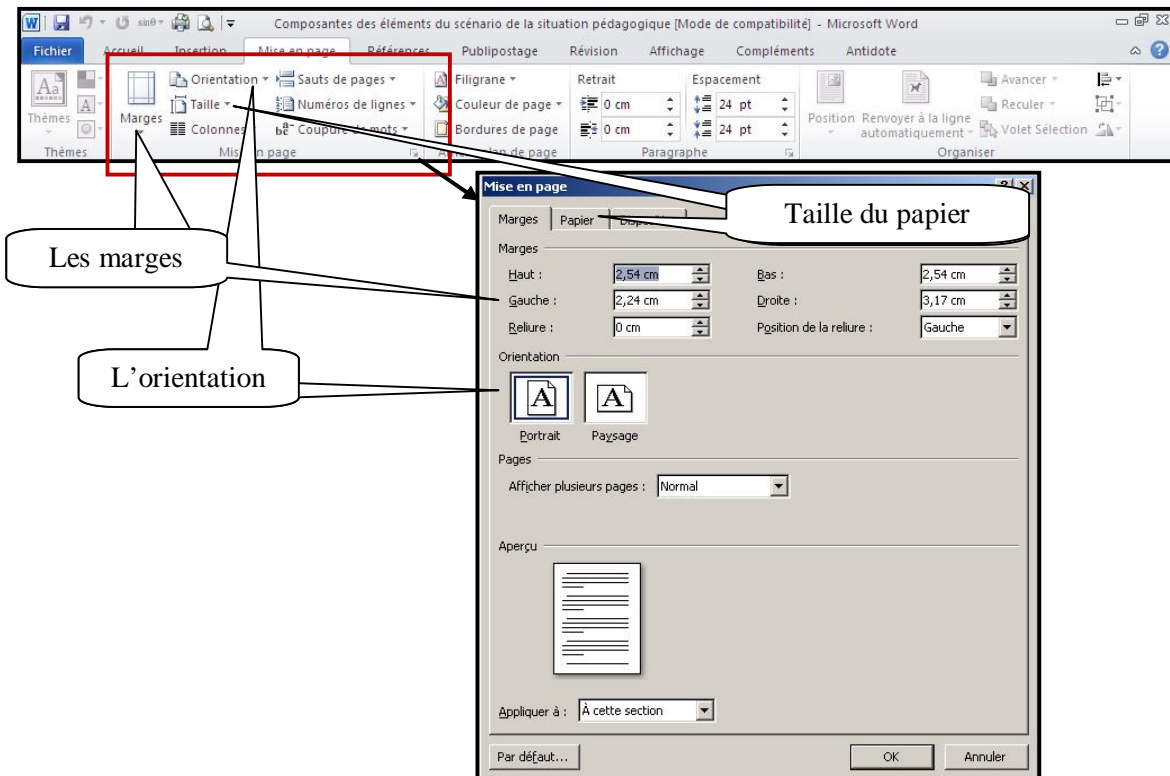 Composantes des éléments du scénario de la situation pédagogique [Mode de compatibilité] - Microsoft Word
Fichier Accueil Insertion Mise en page Références Publipostage Révision Affichage Compléments Antidote
Orientation Sauts de pages Filigrane Retrait Espacement Avancer
Taille Numéros de lignes Couleur de page 0 cm 24 pt Reculer
Thèmes Marges Position Renvoyer à la ligne automatiquement
Colonnes Coupure de mots Bordures de page 0 cm 24 pt Volet Sélection
Thèmes Mise en page plan de page Paragraphe Organiser
Mise en page
Taille du papier
Marges Papier
Les marges
Marges
Haut : 2,54 cm Bas : 2,54 cm
Gauche : 2,24 cm Droite : 3,17 cm
Reliure : 0 cm Position de la reliure : Gauche
Orientation
L’orientation
A A
Portrait Paysage
Pages
Afficher plusieurs pages : Normal
Aperçu
Appliquer à : À cette section
Par défaut... OK Annuler